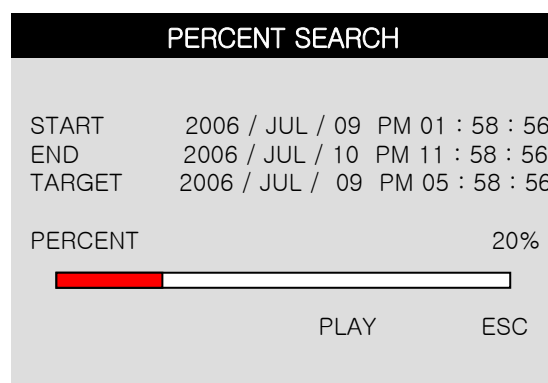 PERCENT SEARCH
START 2006 / JUL / 09 PM 01 : 58 : 56
END 2006 / JUL / 10 PM 11 : 58 : 56
TARGET 2006 / JUL / 09 PM 05 : 58 : 56
PERCENT 20%
PLAY ESC